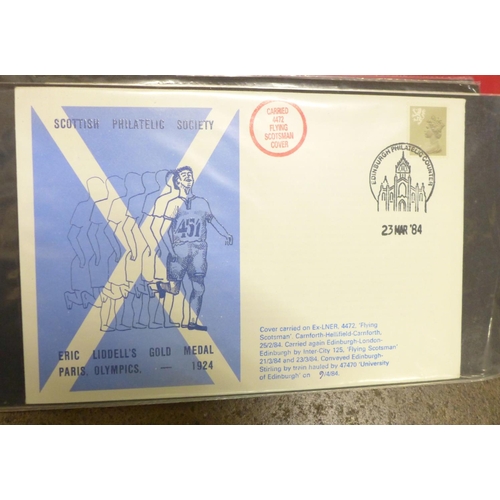 SCOTTISH PHILATELIC SOCIETY
CARRIED
4472
FLYING
SCOTSMAN
COVER
EDINBURGH PHILATELIC COUNTER
23 MAR '84
451
ERIC LIDDELL'S GOLD MEDAL
PARIS, OLYMPICS, — 1924
Cover carried on Ex-LNER, 4472, 'Flying
Scotsman'. Carnforth-Hellifield-Carnforth,
25/2/84. Carried again Edinburgh-London-
Edinburgh by Inter-City 125, 'Flying Scotsman'
21/3/84 and 23/3/84. Conveyed Edinburgh-
Stirling by train hauled by 47470 'University
of Edinburgh' on 9/4/84.